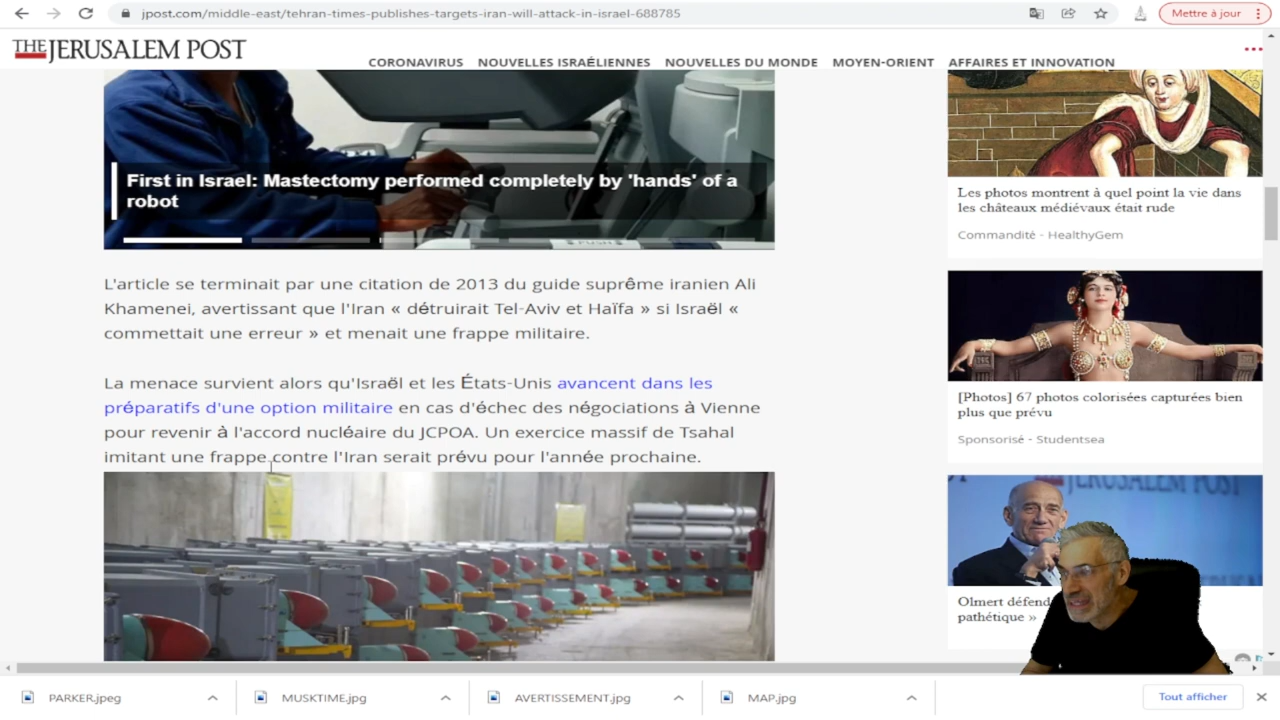 jpost.com/middle-east/tehran-times-publishes-targets-iran-will-attack-in-israel-688785
Mettre à jour
THE JERUSALEM POST
CORONAVIRUS NOUVELLES ISRAÉLIENNES NOUVELLES DU MONDE MOYEN-ORIENT AFFAIRES ET INNOVATION
First in Israel: Mastectomy performed completely by 'hands' of a
robot
PUSH
L'article se terminait par une citation de 2013 du guide suprême iranien Ali
Khamenei, avertissant que l'Iran « détruirait Tel-Aviv et Haïfa » si Israël «
commettait une erreur » et menait une frappe militaire.
La menace survient alors qu'Israël et les États-Unis avancent dans les
préparatifs d'une option militaire en cas d'échec des négociations à Vienne
pour revenir à l'accord nucléaire du JCPOA. Un exercice massif de Tsahal
imitant une frappe contre l'Iran serait prévu pour l'année prochaine.
Les photos montrent à quel point la vie dans
les châteaux médiévaux était rude
Commandité - HealthyGem
[Photos] 67 photos colorisées capturées bien
plus que prévu
Sponsorisé - Studentsea
JERUSALEM POST
Olmert défend
pathétique »
PARKER.jpeg
MUSKTIME.jpg
AVERTISSEMENT.jpg
MAP.jpg
Tout afficher